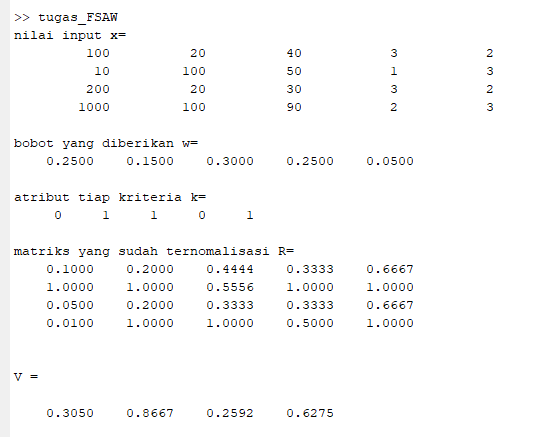 >> tugas_FSAW
nilai input x=
100 20 40 3 2
10 100 50 1 3
200 20 30 3 2
1000 100 90 2 3
bobot yang diberikan w=
0.2500 0.1500 0.3000 0.2500 0.0500
atribut tiap kriteria k=
0 1 1 0 1
matriks yang sudah ternomalisasi R=
0.1000 0.2000 0.4444 0.3333 0.6667
1.0000 1.0000 0.5556 1.0000 1.0000
0.0500 0.2000 0.3333 0.3333 0.6667
0.0100 1.0000 1.0000 0.5000 1.0000
V =
0.3050 0.8667 0.2592 0.6275